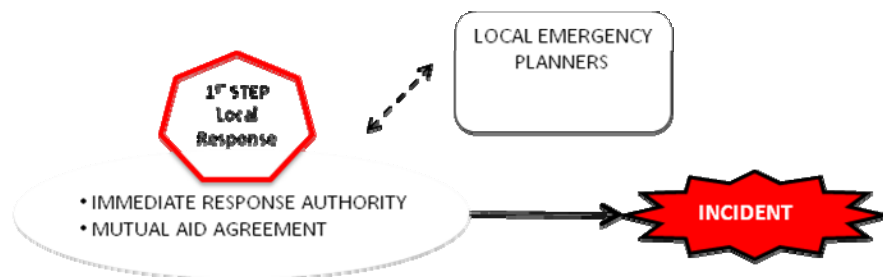 LOCAL EMERGENCY
PLANNERS
1ST STEP
Local
Response
• IMMEDIATE RESPONSE AUTHORITY
• MUTUAL AID AGREEMENT
INCIDENT